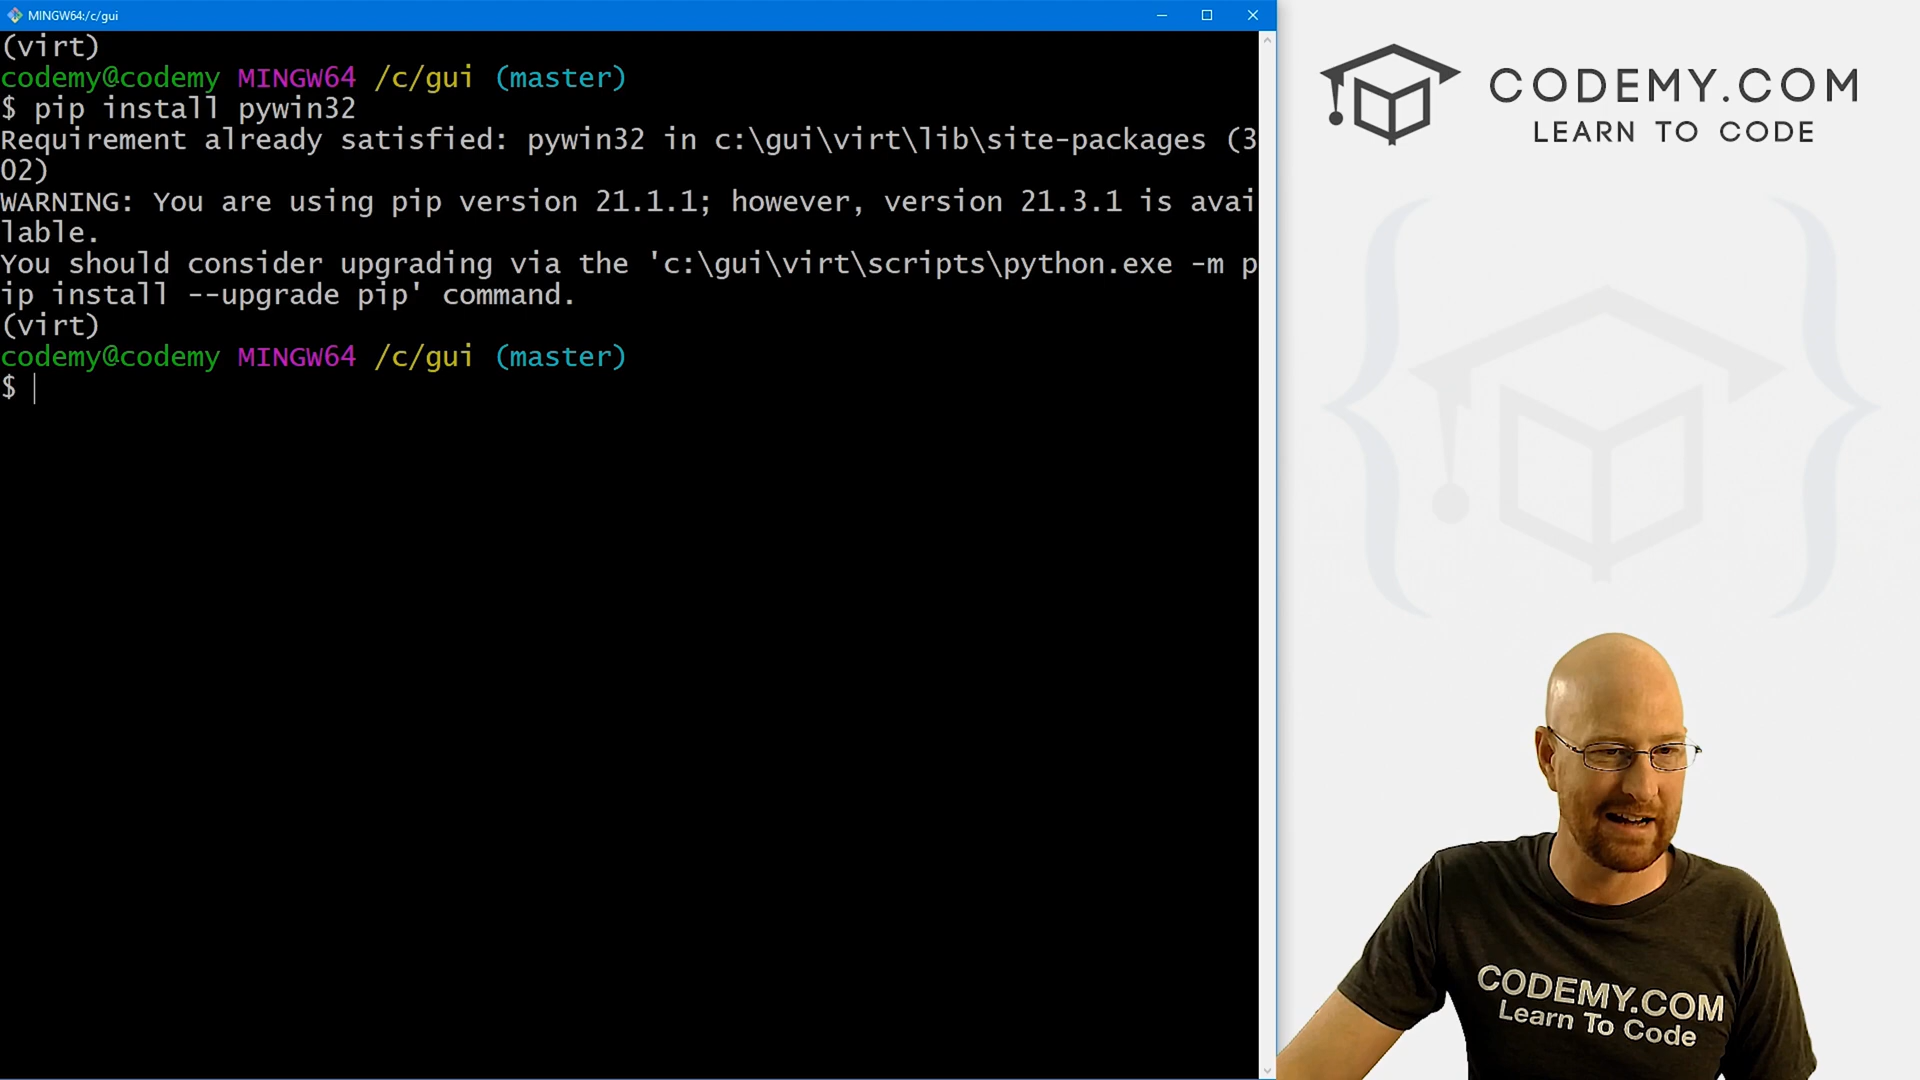 MINGW64:/c/gui
(virt)
codemy@codemy MINGW64 /c/gui (master)
$ pip install pywin32
Requirement already satisfied: pywin32 in c:\gui\virt\lib\site-packages (3
02)
WARNING: You are using pip version 21.1.1; however, version 21.3.1 is avai
lable.
You should consider upgrading via the 'c:\gui\virt\scripts\python.exe -m p
ip install --upgrade pip' command.
(virt)
codemy@codemy MINGW64 /c/gui (master)
$
CODEMY.COM
LEARN TO CODE
CODEMY.COM
Learn To Code